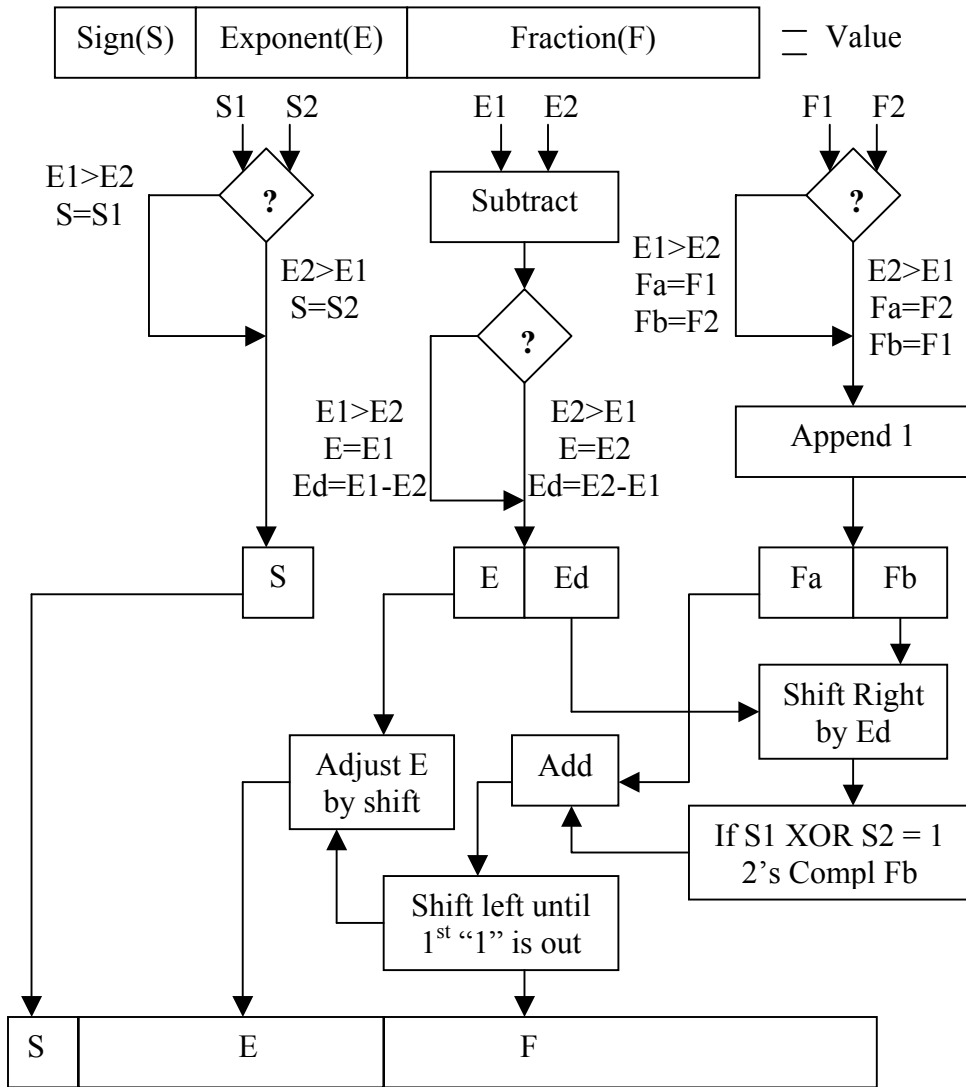 Sign(S) Exponent(E) Fraction(F) Value
S1 S2 E1 E2 F1 F2
E1>E2
S=S1
?
E2>E1
S=S2
Subtract
?
E1>E2
E=E1
Ed=E1-E2
E2>E1
E=E2
Ed=E2-E1
?
E1>E2
Fa=F1
Fb=F2
E2>E1
Fa=F2
Fb=F1
Append 1
S E Ed Fa Fb
Shift Right
by Ed
Adjust E
by shift
Add
If S1 XOR S2 = 1
2’s Compl Fb
Shift left until
1st “1” is out
S E F